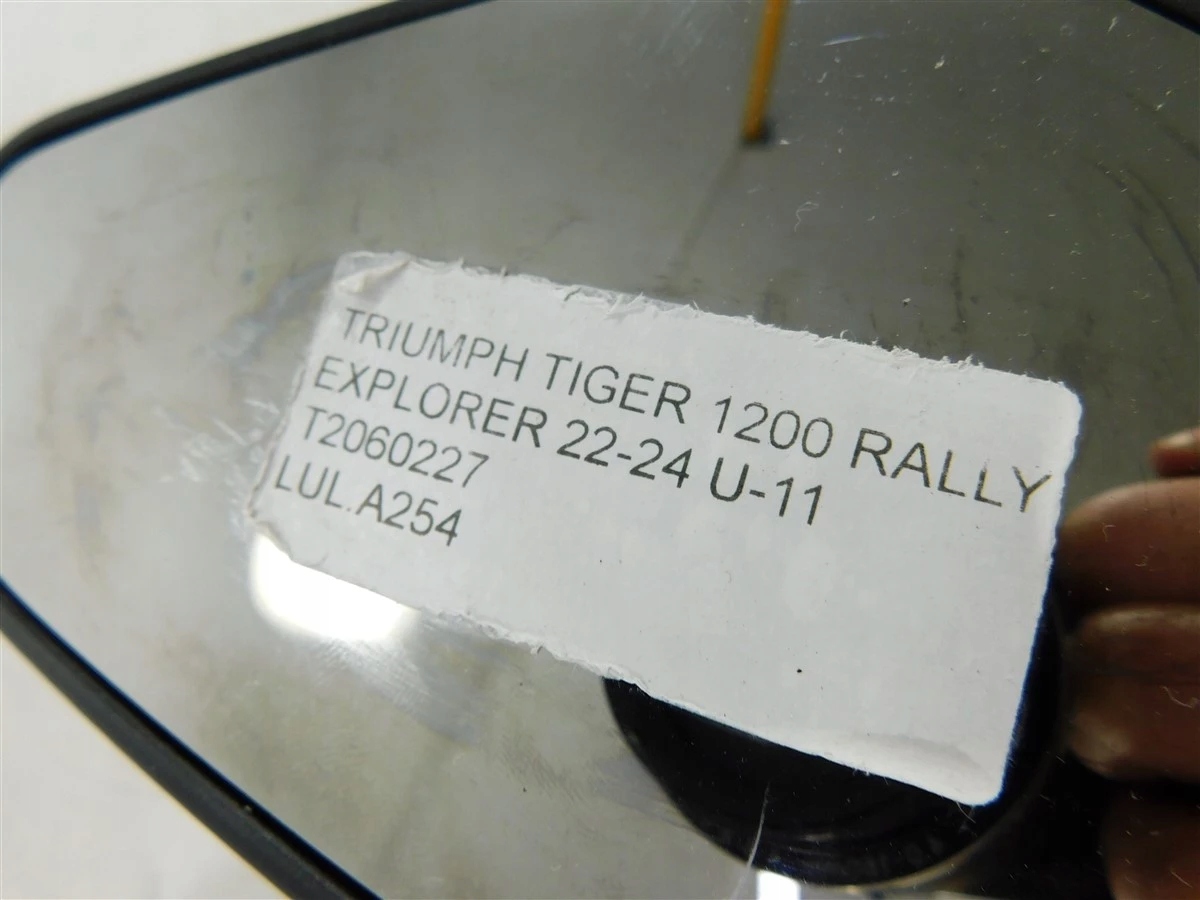 TRIUMPH TIGER 1200 RALLY
EXPLORER 22-24 U-11
T2060227
LUL.A254